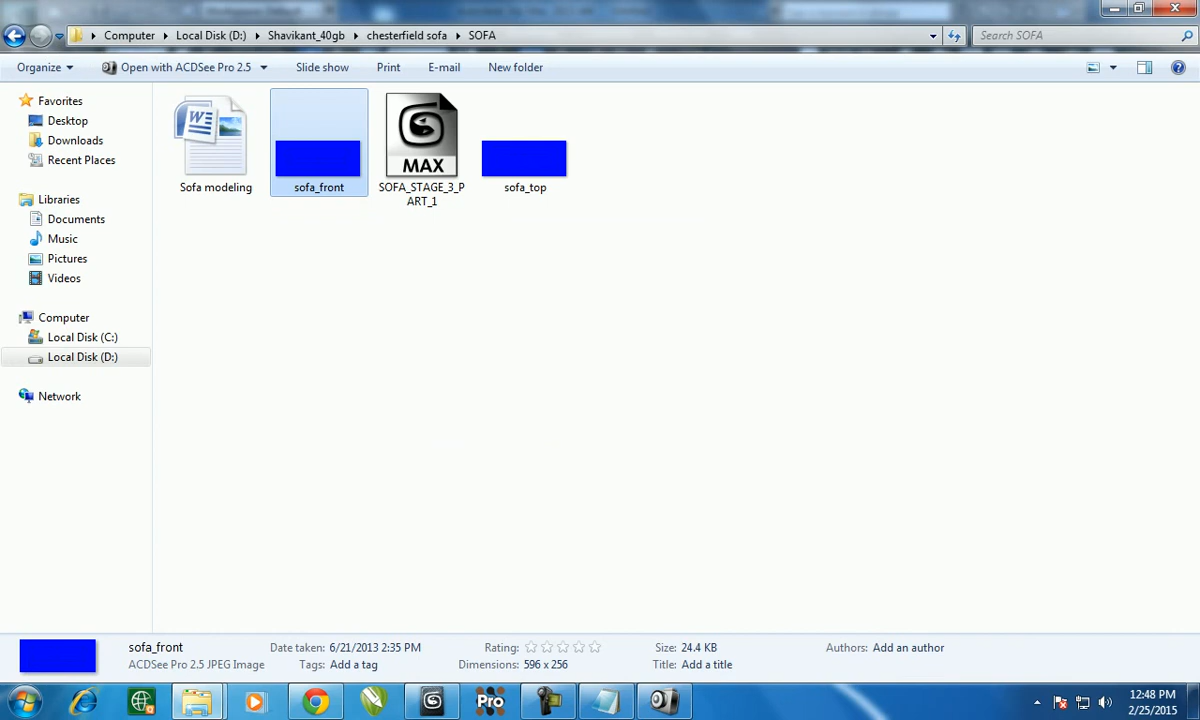 Computer Local Disk (D:) Shavikant_40gb chesterfield sofa SOFA
Search SOFA
Organize Open with ACDSee Pro 2.5 Slide show Print E-mail New folder
Favorites
Desktop
Downloads
Recent Places
Libraries
Documents
Music
Pictures
Videos
Computer
Local Disk (C:)
Local Disk (D:)
Network
W
MAX
Sofa modeling
sofa_front
SOFA_STAGE_3_P
ART_1
sofa_top
sofa_front Date taken: 6/21/2013 2:35 PM Rating: Size: 24.4 KB Authors: Add an author
ACDSee Pro 2.5 JPEG Image Tags: Add a tag Dimensions: 596 x 256 Title: Add a title
Pro
12:48 PM
2/25/2015